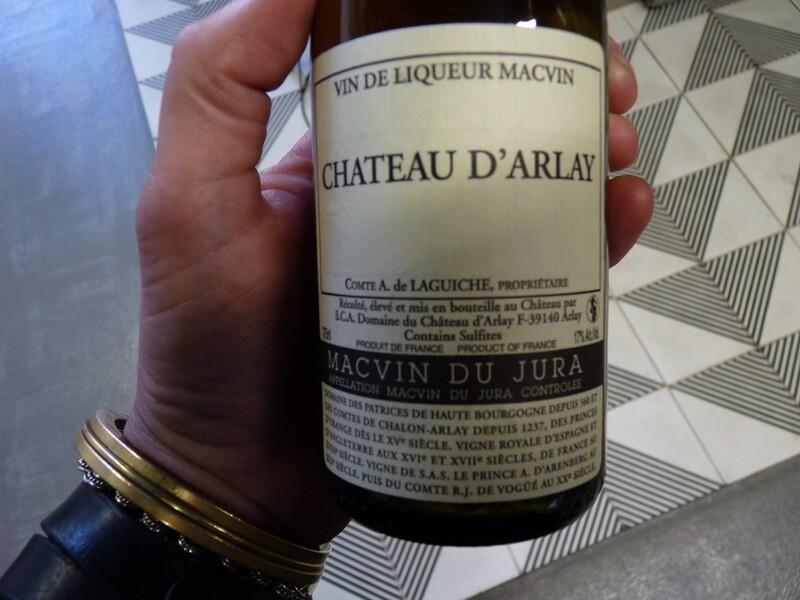 VIN DE LIQUEUR MACVIN
CHATEAU D'ARLAY
COMTE A. de LAGUICHE, PROPRIÉTAIRE
Récolté, élevé et mis en bouteille au Château par
S.C.A. Domaine du Château d'Arlay F-39140 Arlay
Contains Sulfites
17% Alc./Vol.
PRODUIT DE FRANCE PRODUCT OF FRANCE
MACVIN DU JURA
APPELLATION MACVIN DU JURA CONTROLEE
DOMAINE DES PATRICES DE HAUTE BOURGOGNE DEPUIS 560 ET
DES COMTES DE CHALON-ARLAY DEPUIS 1237, DES PRINCES
D'ORANGE DÈS LE XVe SIÈCLE. VIGNE ROYALE D'ESPAGNE ET
D'ANGLETERRE AUX XVIe ET XVIIe SIÈCLES, DE FRANCE AU
XVIIIe SIÈCLE. VIGNE DE S.A.S. LE PRINCE A. D'ARENBERG AU
XIXe SIÈCLE, PUIS DU COMTE R.J. DE VOGÜÉ AU XXe SIÈCLE.